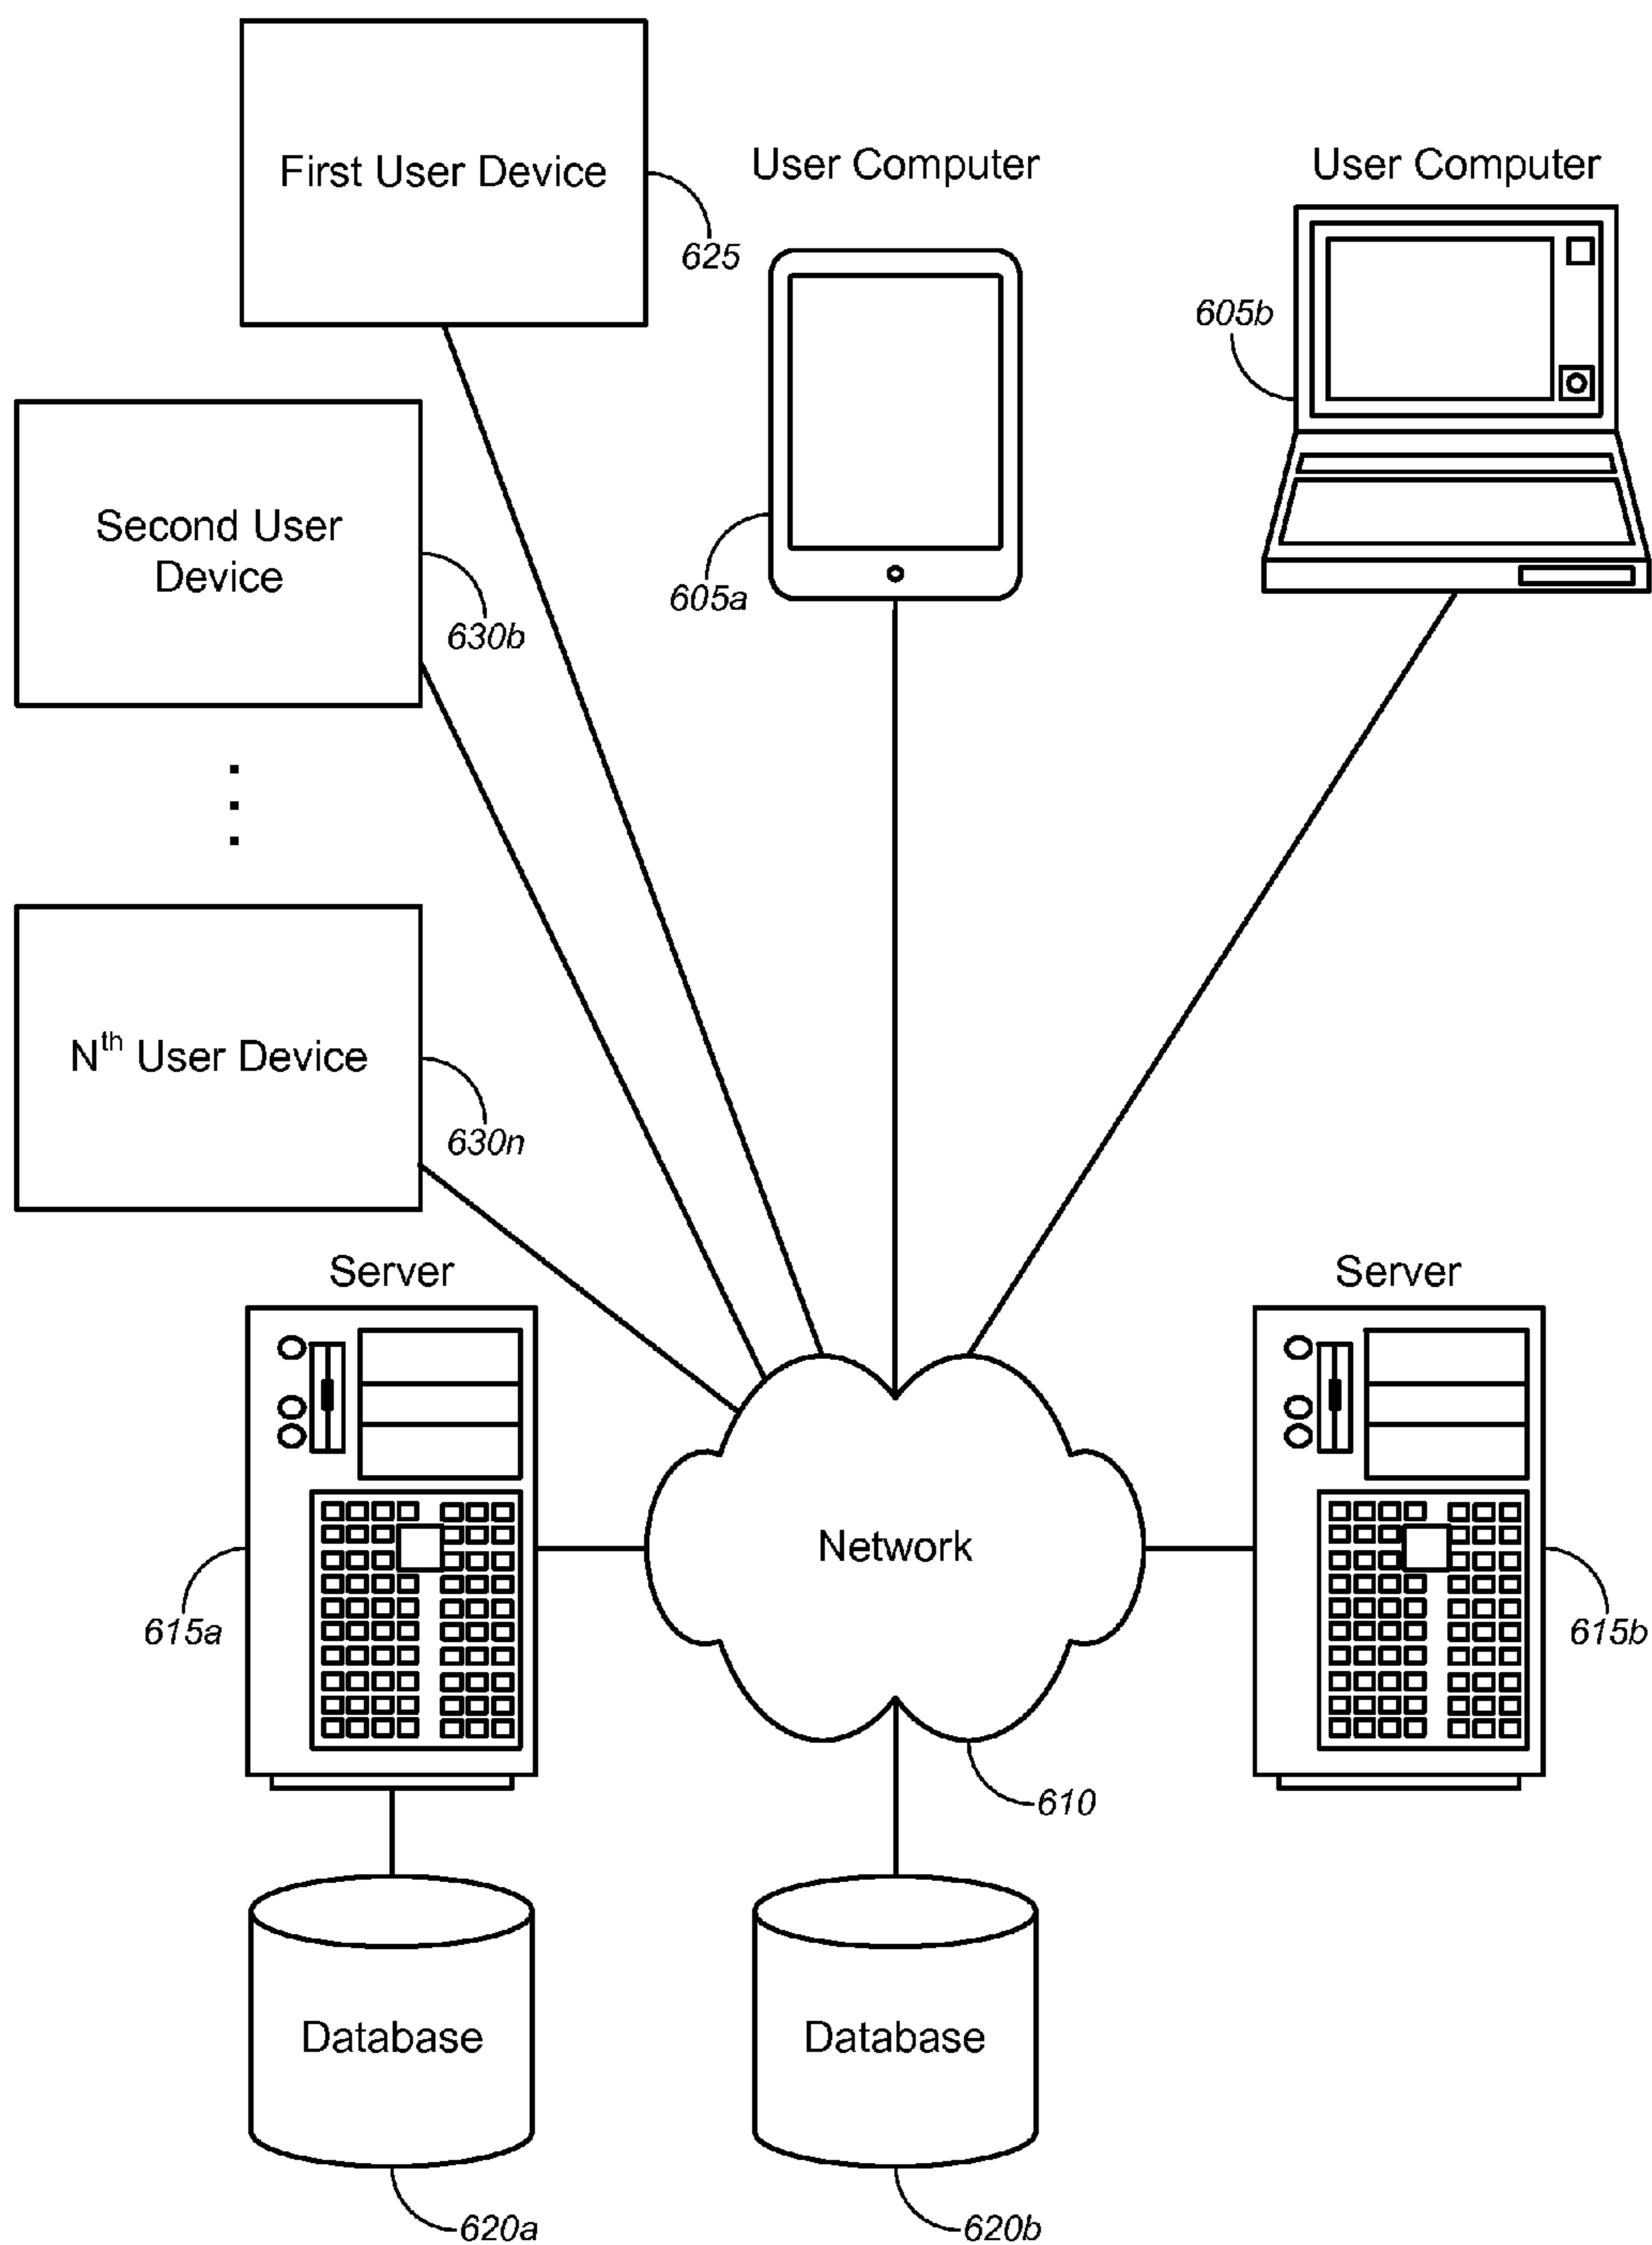 First User Device
625
User Computer
User Computer
605b
605a
Second User
Device
630b
Nth User Device
630n
Server
Server
Network
615a
615b
610
Database
Database
620a
620b